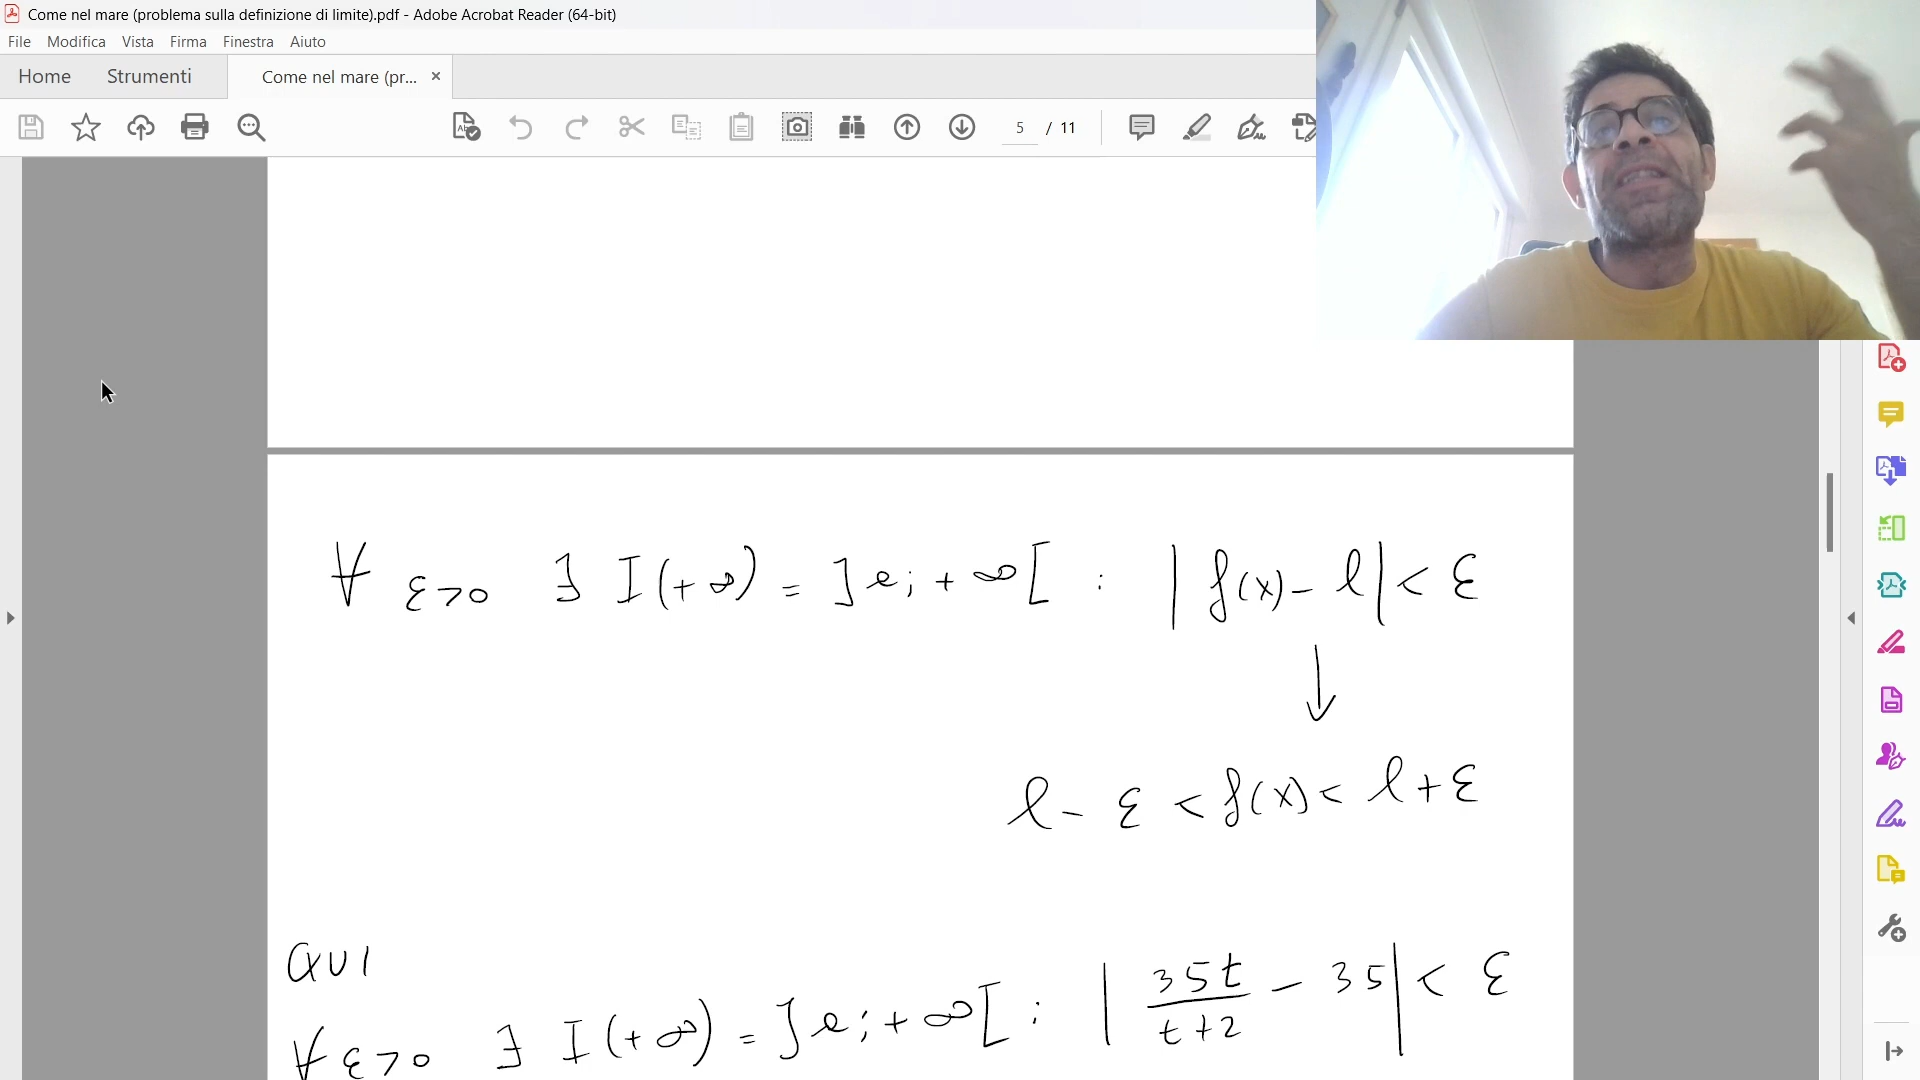 Come nel mare (problema sulla definizione di limite).pdf - Adobe Acrobat Reader (64-bit)
File Modifica Vista Firma Finestra Aiuto
Home Strumenti Come nel mare (pr... ×
5 / 11
∀ ε>0 ∃ I(+∞) = ]a; +∞[ : |f(x) - l| < ε
↓
l - ε < f(x) < l + ε
QUI
∀ ε>0 ∃ I(+∞) = ]a; +∞[ : | 35t/(t+2) - 35 | < ε